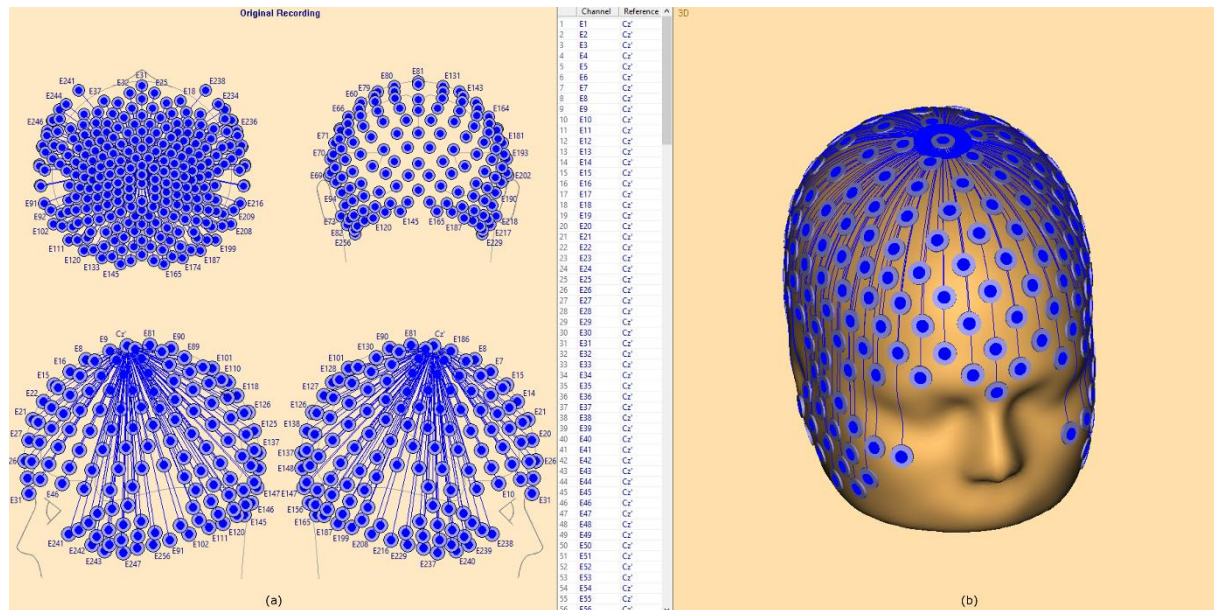 Original Recording
E31
E32 E25
E241 E238
E37 E18
E244 E234
E246 E236
E91 E216
E92 E209
E102 E208
E111 E199
E120 E187
E133 E174
E145 E165
E80 E81 E131
E79 E143
E60 E164
E66
E71 E181
E70 E193
E69 E202
E94 E190
E73 E120 E145 E165 E187 E218
E82 E217
E256 E229
E9 Cz' E81 E90
E8 E89
E16 E101
E15 E110
E22 E118
E21 E126
E27 E125
E137
26
E147
E31 E46 E146
E145
E241 E120
E242 E111
E243 E247 E256 E91 E102
E90 E81 Cz' E186
E130 E8
E101 E7
E128 E15
E127 E14
E126 E21
E138 E20
E137
E148 E26
E147 E10 E31
E156
E165
E187 E238
E199 E239
E208 E216 E229 E237 E240
(a)
Channel Reference
1 E1 Cz'
2 E2 Cz'
3 E3 Cz'
4 E4 Cz'
5 E5 Cz'
6 E6 Cz'
7 E7 Cz'
8 E8 Cz'
9 E9 Cz'
10 E10 Cz'
11 E11 Cz'
12 E12 Cz'
13 E13 Cz'
14 E14 Cz'
15 E15 Cz'
16 E16 Cz'
17 E17 Cz'
18 E18 Cz'
19 E19 Cz'
20 E20 Cz'
21 E21 Cz'
22 E22 Cz'
23 E23 Cz'
24 E24 Cz'
25 E25 Cz'
26 E26 Cz'
27 E27 Cz'
28 E28 Cz'
29 E29 Cz'
30 E30 Cz'
31 E31 Cz'
32 E32 Cz'
33 E33 Cz'
34 E34 Cz'
35 E35 Cz'
36 E36 Cz'
37 E37 Cz'
38 E38 Cz'
39 E39 Cz'
40 E40 Cz'
41 E41 Cz'
42 E42 Cz'
43 E43 Cz'
44 E44 Cz'
45 E45 Cz'
46 E46 Cz'
47 E47 Cz'
48 E48 Cz'
49 E49 Cz'
50 E50 Cz'
51 E51 Cz'
52 E52 Cz'
53 E53 Cz'
54 E54 Cz'
55 E55 Cz'
56 E56 Cz'
3D
(b)